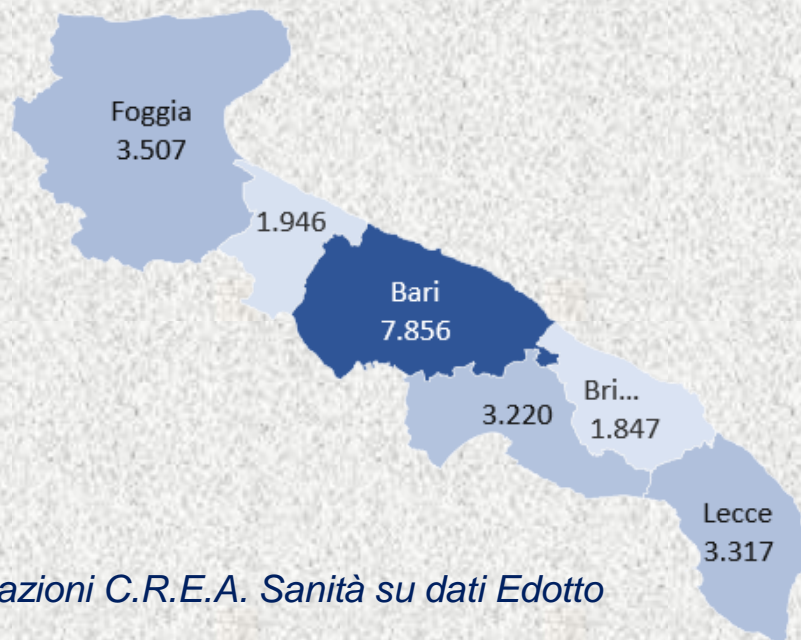 Foggia
3.507
1.946
Bari
7.856
3.220
Bri...
1.847
Lecce
3.317
C.R.E.A. Sanità su dati Edotto